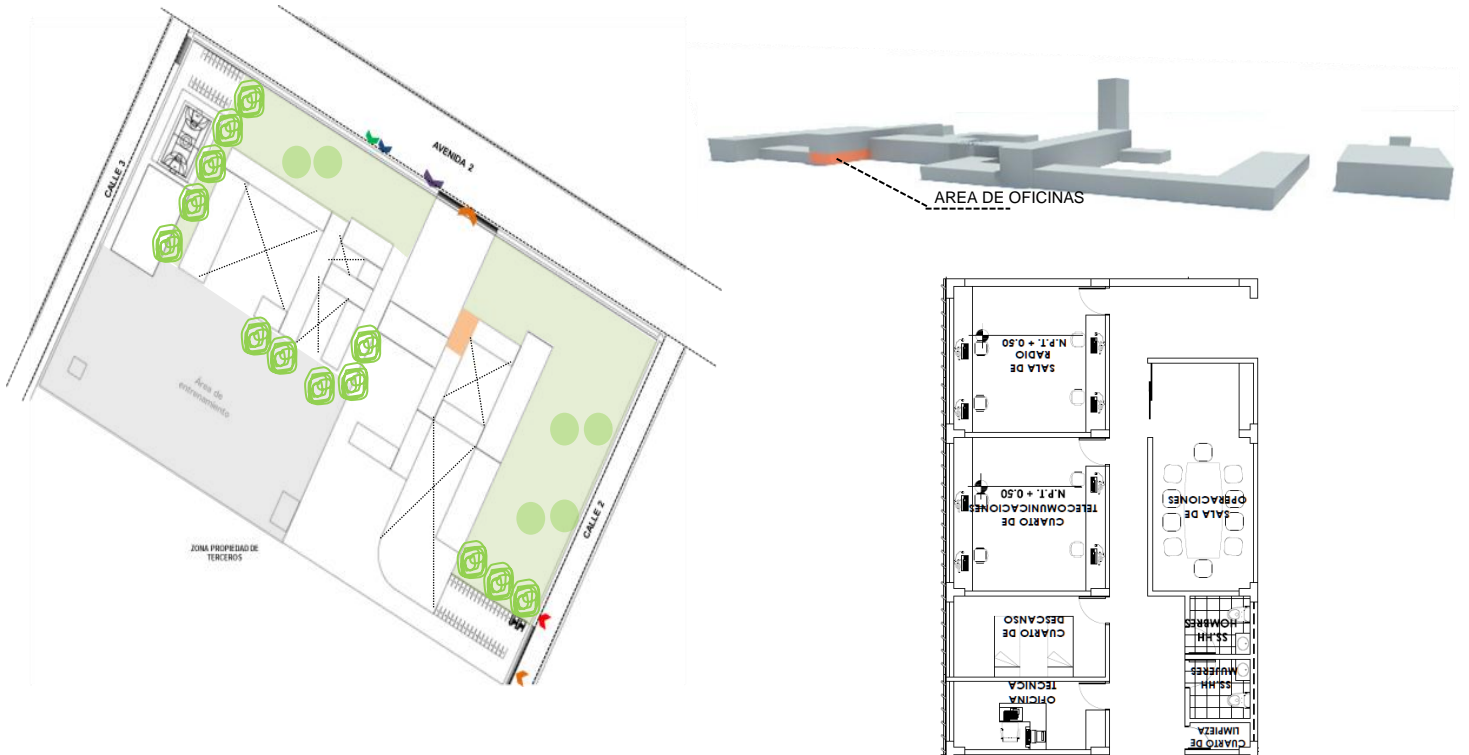 AVENIDA 2
CALLE 3
Área de
entrenamiento
ZONA PROPIEDAD DE
TERCEROS
CALLE 2
AREA DE OFICINAS
SALA DE
RADIO
N.P.T. + 0.50
CUARTO DE
TELECOMUNICACIONES
N.P.T. + 0.50
SALA DE
OPERACIONES
CUARTO DE
DESCANSO
SS.HH
HOMBRES
SS.HH
MUJERES
OFICINA
TECNICA
CUARTO DE
LIMPIEZA